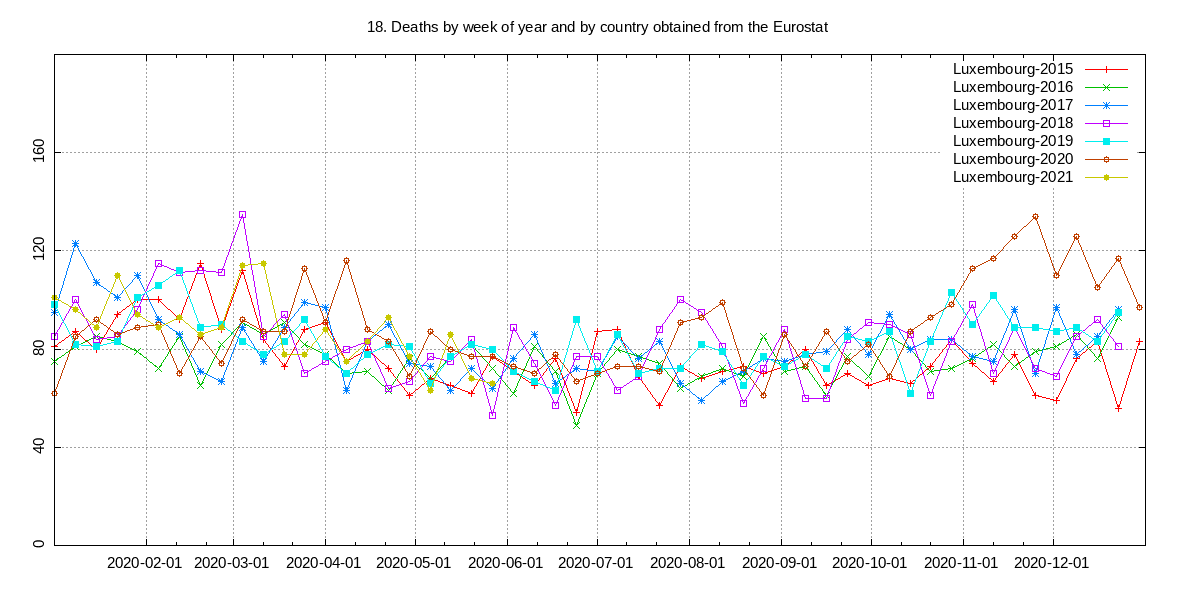 18. Deaths by week of year and by country obtained from the Eurostat
Luxembourg-2015
Luxembourg-2016
Luxembourg-2017
Luxembourg-2018
Luxembourg-2019
Luxembourg-2020
Luxembourg-2021
160
120
80
40
0
2020-02-01 2020-03-01 2020-04-01 2020-05-01 2020-06-01 2020-07-01 2020-08-01 2020-09-01 2020-10-01 2020-11-01 2020-12-01